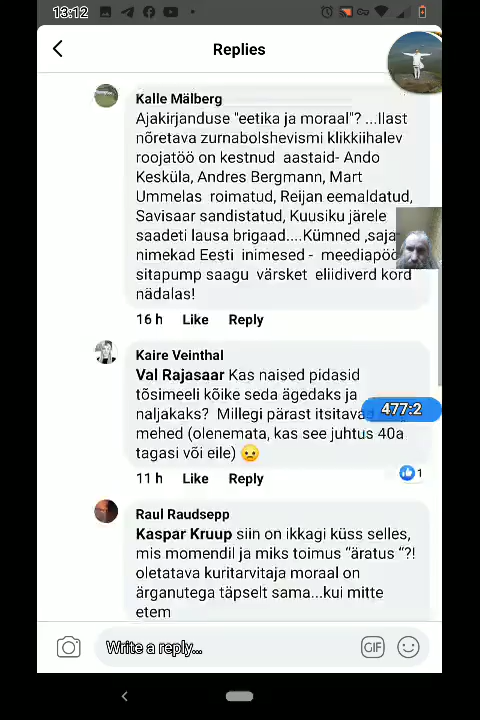 13:12
Replies
Kalle Mälberg
Ajakirjanduse "eetika ja moraal"? ...Ilast
nõretava zurnabolshevismi klikkiihalev
roojatöö on kestnud aastaid- Ando
Kesküla, Andres Bergmann, Mart
Ummelas roimatud, Reijan eemaldatud,
Savisaar sandistatud, Kuusiku järele
saadeti lausa brigaad....Kümned ,saja-
nimekad Eesti inimesed - meediapöö
sitapump saagu värsket eliidiverd kord
nädalas!
16 h Like Reply
Kaire Veinthal
Val Rajasaar Kas naised pidasid
tõsimeeli kõike seda ägedaks ja
naljakaks? Millegi pärast itsitavad
477:2
mehed (olenemata, kas see juhtus 40a
tagasi või eile)
11 h Like Reply 1
Raul Raudsepp
Kaspar Kruup siin on ikkagi küss selles,
mis momendil ja miks toimus “äratus “?!
oletatava kuritarvitaja moraal on
ärganutega täpselt sama...kui mitte
etem
Write a reply...
GIF